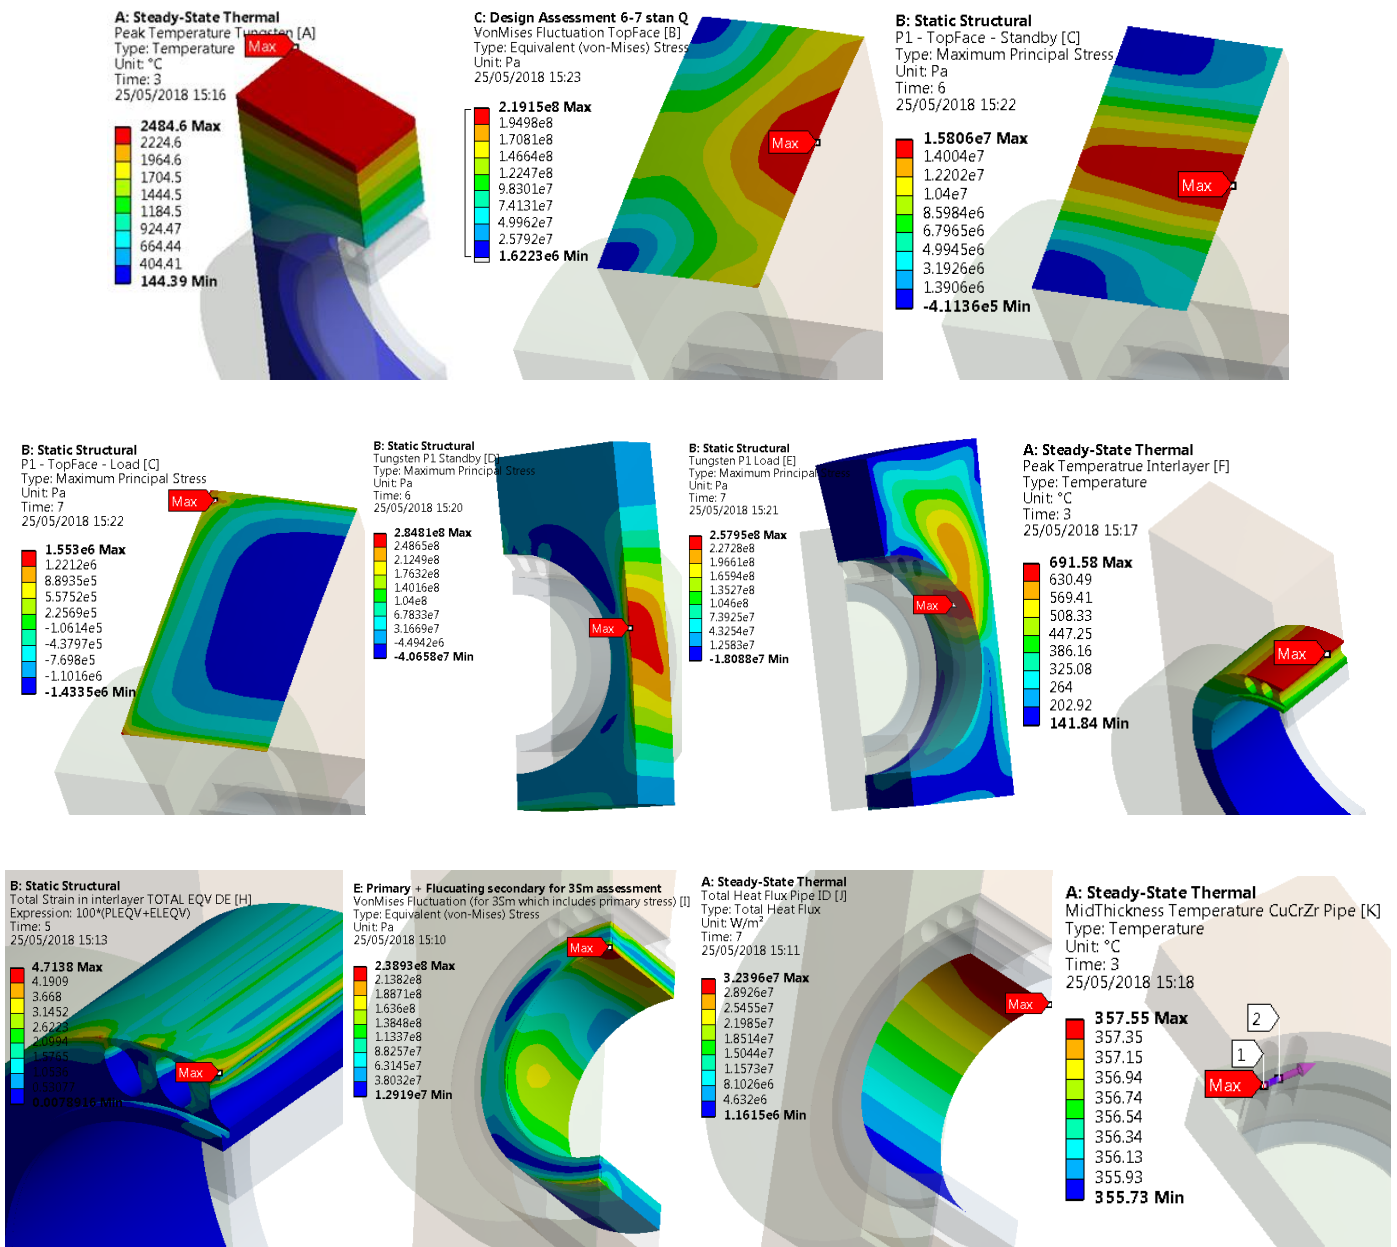 A: Steady-State Thermal
Peak Temperature Tungsten [A]
Type: Temperature
Unit: °C
Time: 3
25/05/2018 15:16
Max
2484.6 Max
2224.6
1964.6
1704.5
1444.5
1184.5
924.47
664.44
404.41
144.39 Min
C: Design Assessment 6-7 stan Q
VonMises Fluctuation TopFace [B]
Type: Equivalent (von-Mises) Stress
Unit: Pa
25/05/2018 15:23
2.1915e8 Max
1.9498e8
1.7081e8
1.4664e8
1.2247e8
9.8301e7
7.4131e7
4.9962e7
2.5792e7
1.6223e6 Min
Max
B: Static Structural
P1 - TopFace - Standby [C]
Type: Maximum Principal Stress
Unit: Pa
Time: 6
25/05/2018 15:22
1.5806e7 Max
1.4004e7
1.2202e7
1.04e7
8.5984e6
6.7965e6
4.9945e6
3.1926e6
1.3906e6
-4.1136e5 Min
Max
B: Static Structural
P1 - TopFace - Load [C]
Type: Maximum Principal Stress
Unit: Pa
Time: 7
25/05/2018 15:22
Max
1.553e6 Max
1.2212e6
8.8935e5
5.5752e5
2.2569e5
-1.0614e5
-4.3797e5
-7.698e5
-1.1016e6
-1.4335e6 Min
B: Static Structural
Tungsten P1 Standby [D]
Type: Maximum Principal Stress
Unit: Pa
Time: 6
25/05/2018 15:20
2.8481e8 Max
2.4865e8
2.1249e8
1.7632e8
1.4016e8
1.04e8
6.7833e7
3.1669e7
-4.4942e6
-4.0658e7 Min
Max
B: Static Structural
Tungsten P1 Load [E]
Type: Maximum Principal Stress
Unit: Pa
Time: 7
25/05/2018 15:21
2.5795e8 Max
2.2728e8
1.9661e8
1.6594e8
1.3527e8
1.046e8
7.3925e7
4.3254e7
1.2583e7
-1.8088e7 Min
Max
A: Steady-State Thermal
Peak Temperatrue Interlayer [F]
Type: Temperature
Unit: °C
Time: 3
25/05/2018 15:17
691.58 Max
630.49
569.41
508.33
447.25
386.16
325.08
264
202.92
141.84 Min
Max
B: Static Structural
Total Strain in interlayer TOTAL EQV DE [H]
Expression: 100*(PLEQV+ELEQV)
Time: 5
25/05/2018 15:13
4.7138 Max
4.1909
3.668
3.1452
2.6223
2.0994
1.5765
Max
E: Primary + Flucuating secondary for 3Sm assessment
VonMises Fluctuation (for 3Sm which includes primary stress) [I]
Type: Equivalent (von-Mises) Stress
Unit: Pa
25/05/2018 15:10
Max
2.3893e8 Max
2.1382e8
1.8871e8
1.636e8
1.3848e8
1.1337e8
8.8257e7
6.3145e7
3.8032e7
1.2919e7 Min
A: Steady-State Thermal
Total Heat Flux Pipe ID [J]
Type: Total Heat Flux
Unit: W/m²
Time: 7
25/05/2018 15:11
3.2396e7 Max
2.8926e7
2.5455e7
2.1985e7
1.8514e7
1.5044e7
1.1573e7
8.1026e6
4.632e6
1.1615e6 Min
Max
A: Steady-State Thermal
MidThickness Temperature CuCrZr Pipe [K]
Type: Temperature
Unit: °C
Time: 3
25/05/2018 15:18
357.55 Max
357.35
357.15
356.94
356.74
356.54
356.34
356.13
355.93
355.73 Min
2
1
Max